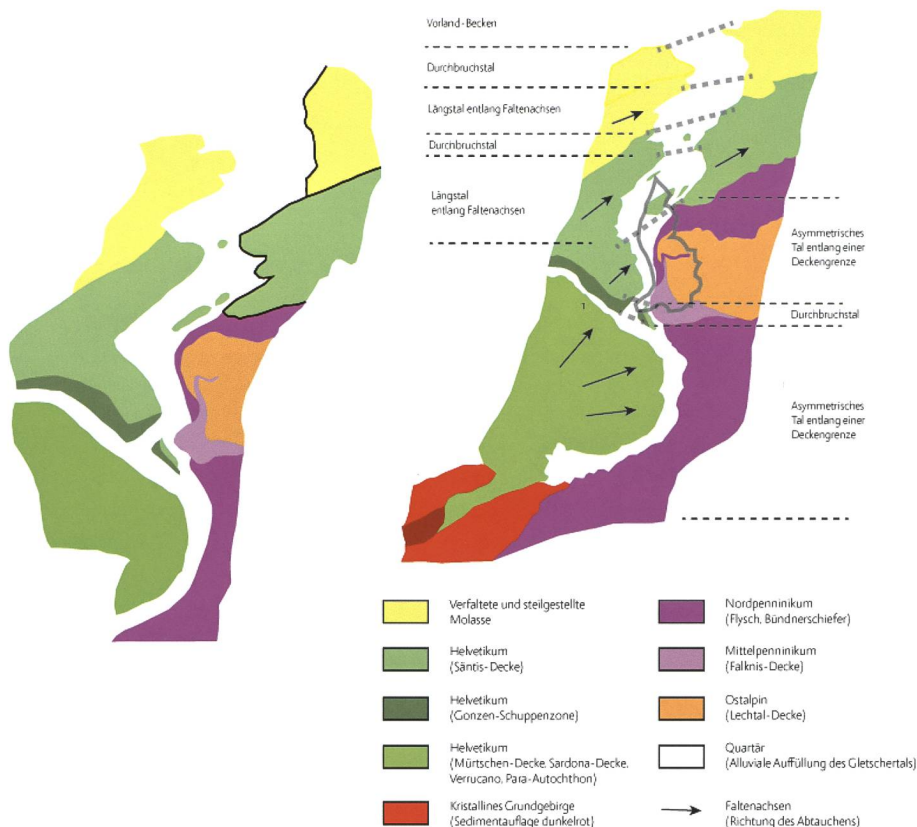 Vorland-Becken
Durchbruchstal
Längstal entlang Faltenachsen
Durchbruchstal
Längstal
entlang Faltenachsen
Asymmetrisches
Tal entlang einer
Deckengrenze
1
Durchbruchstal
Asymmetrisches
Tal entlang einer
Deckengrenze
Verfaltete und steilgestellte
Molasse
Helvetikum
(Säntis-Decke)
Helvetikum
(Gonzen-Schuppenzone)
Helvetikum
(Mürtschen-Decke, Sardona-Decke,
Verrucano, Para-Autochthon)
Kristallines Grundgebirge
(Sedimentauflage dunkelrot)
Nordpenninikum
(Flysch, Bündnerschiefer)
Mittelpenninikum
(Falknis-Decke)
Ostalpin
(Lechtal-Decke)
Quartär
(Alluviale Auffüllung des Gletschertals)
Faltenachsen
(Richtung des Abtauchens)